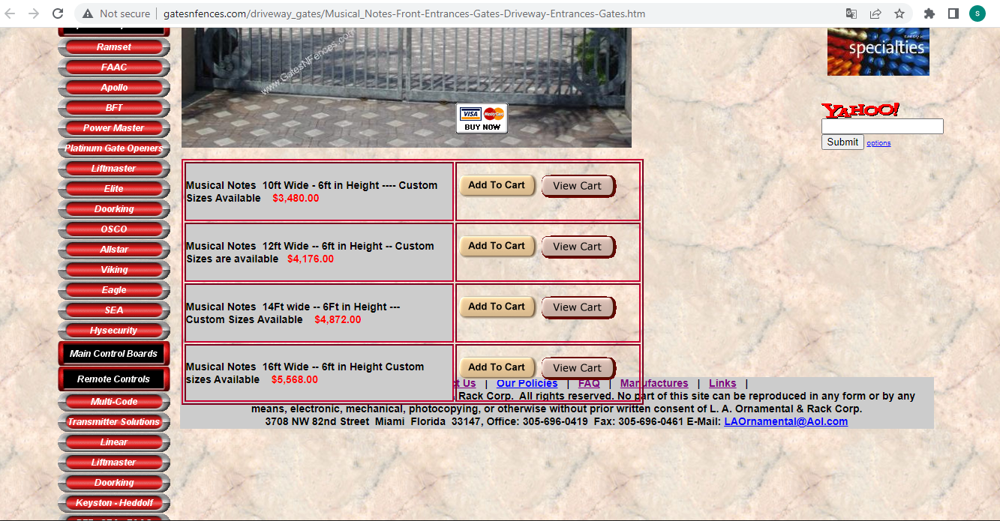 Not secure
gatesnfences.com/driveway_gates/Musical_Notes-Front-Entrances-Gates-Driveway-Entrances-Gates.htm
s
Ramset
FAAC
Apollo
BFT
Power Master
Platinum Gate Openers
Liftmaster
Elite
Doorking
OSCO
Allstar
Viking
Eagle
SEA
Hysecurity
Main Control Boards
Remote Controls
Multi-Code
Transmitter Solutions
Linear
Liftmaster
Doorking
Keyston - Heddolf
www.GatesNFences.com
VISA MasterCard
BUY NOW
Musical Notes 10ft Wide - 6ft in Height ---- Custom
Sizes Available $3,480.00
Add To Cart View Cart
Musical Notes 12ft Wide -- 6ft in Height -- Custom
Sizes are available $4,176.00
Add To Cart View Cart
Musical Notes 14Ft wide -- 6Ft in Height ---
Custom Sizes Available $4,872.00
Add To Cart View Cart
Musical Notes 16ft Wide -- 6ft in Height Custom
sizes Available $5,568.00
Add To Cart View Cart
Us | Our Policies | FAQ | Manufactures | Links |
Rack Corp. All rights reserved. No part of this site can be reproduced in any form or by any
means, electronic, mechanical, photocopying, or otherwise without prior written consent of L. A. Ornamental & Rack Corp.
3708 NW 82nd Street Miami Florida 33147, Office: 305-696-0419 Fax: 305-696-0461 E-Mail: LAOrnamental@Aol.com
specialties
YAHOO!
Submit options